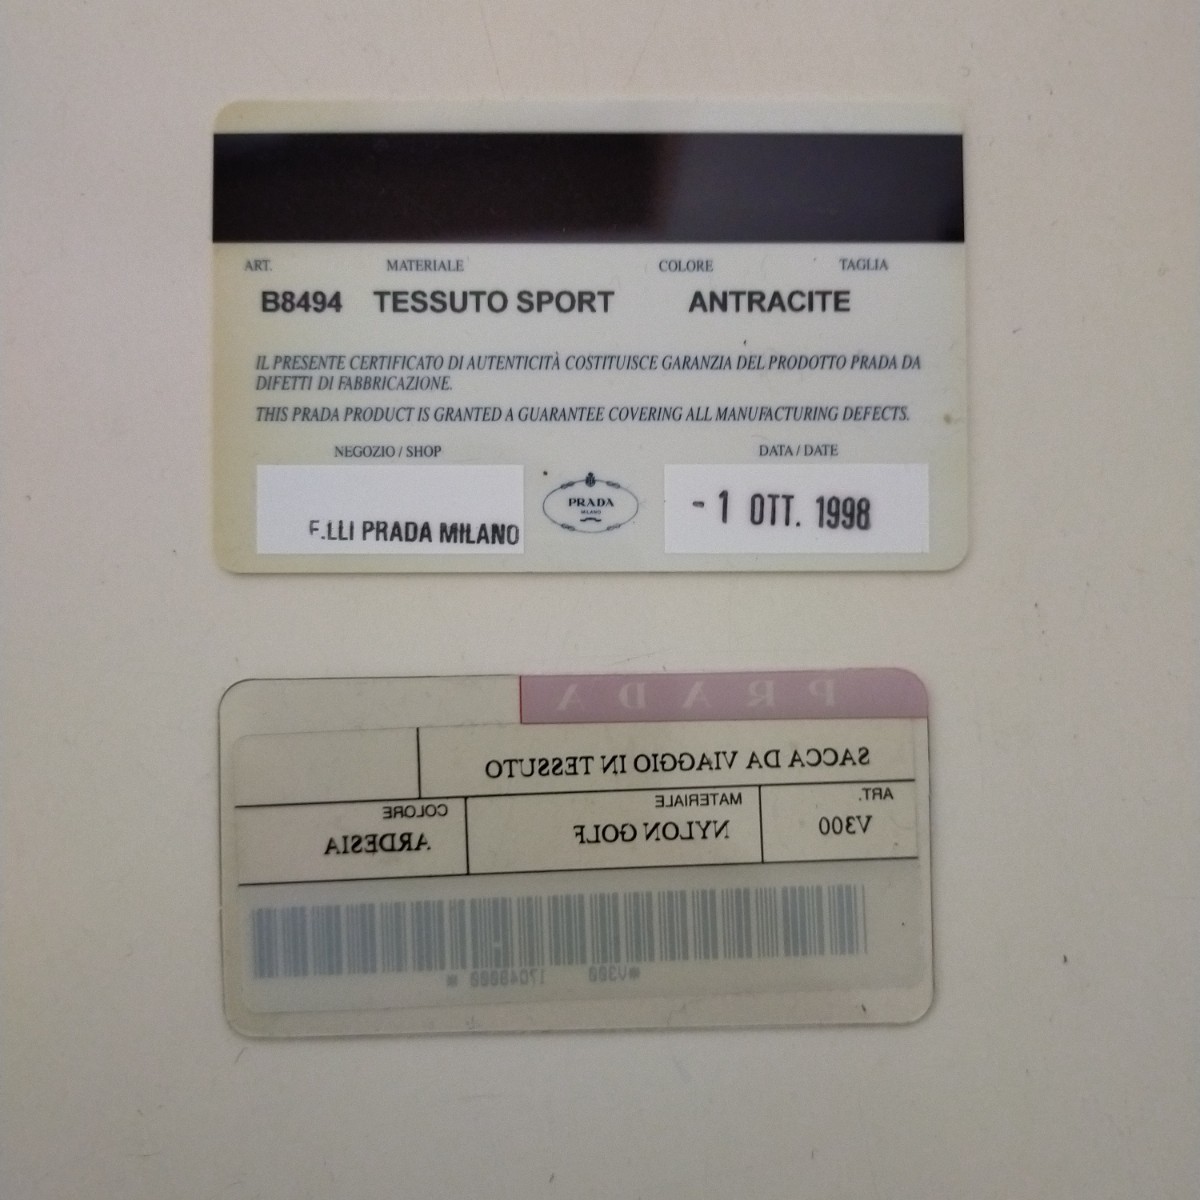 ART. MATERIALE COLORE TAGLIA
B8494 TESSUTO SPORT ANTRACITE
IL PRESENTE CERTIFICATO DI AUTENTICITÀ COSTITUISCE GARANZIA DEL PRODOTTO PRADA DA
DIFETTI DI FABBRICAZIONE.
THIS PRADA PRODUCT IS GRANTED A GUARANTEE COVERING ALL MANUFACTURING DEFECTS.
NEGOZIO / SHOP DATA / DATE
F.LLI PRADA MILANO
PRADA
MILANO
- 1 OTT. 1998
PRADA
SACCA DA VIAGGIO IN TESSUTO
ART. MATERIALE COLORE
V300 NYLON GOLF ARDESIA
*V300 17040000 *